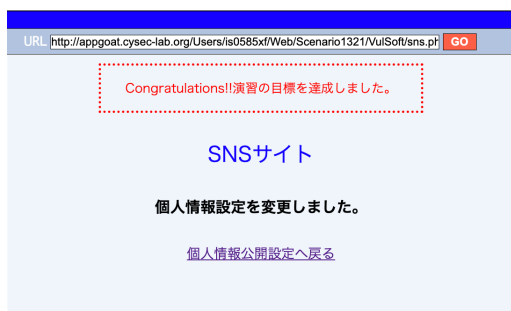 URL http://appgoat.cysec-lab.org/Users/is0585xf/Web/Scenario1321/VulSoft/sns.ph GO
Congratulations!!演習の目標を達成しました。
SNSサイト
個人情報設定を変更しました。
個人情報公開設定へ戻る